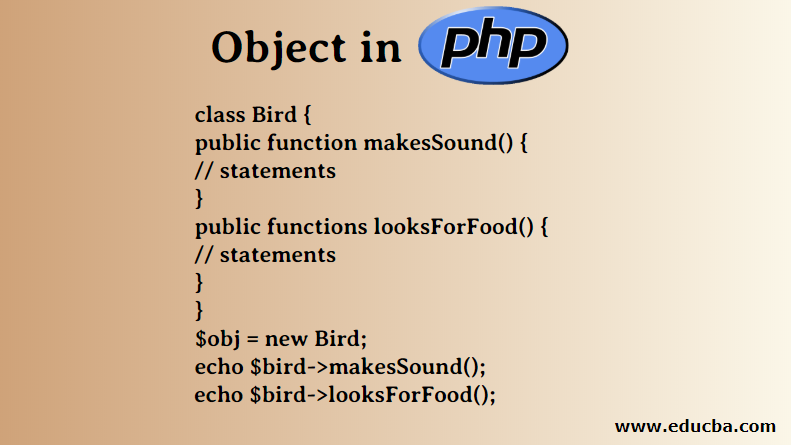 Object in php
class Bird {
public function makesSound() {
// statements
}
public functions looksForFood() {
// statements
}
}
$obj = new Bird;
echo $bird->makesSound();
echo $bird->looksForFood();
www.educba.com